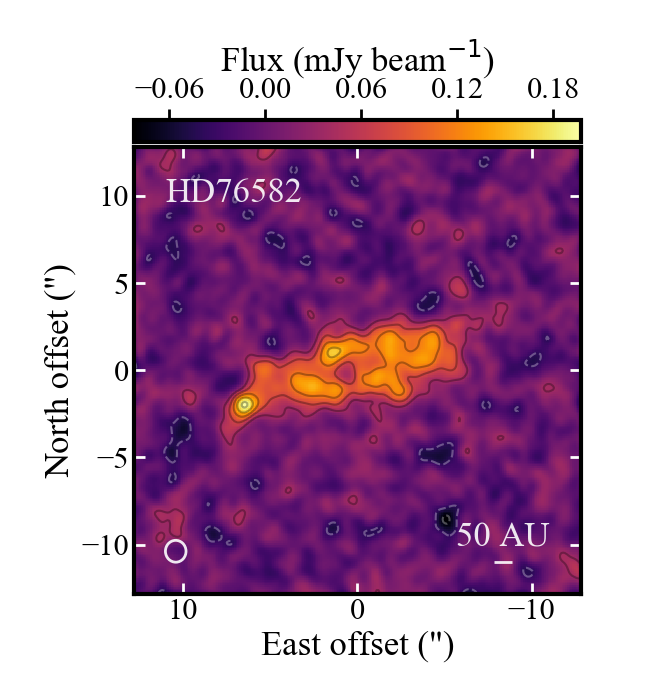 Flux (mJy beam⁻¹)
−0.06 0.00 0.06 0.12 0.18
HD76582
10
5
0
−5
−10
North offset (")
50 AU
10 0 −10
East offset (")